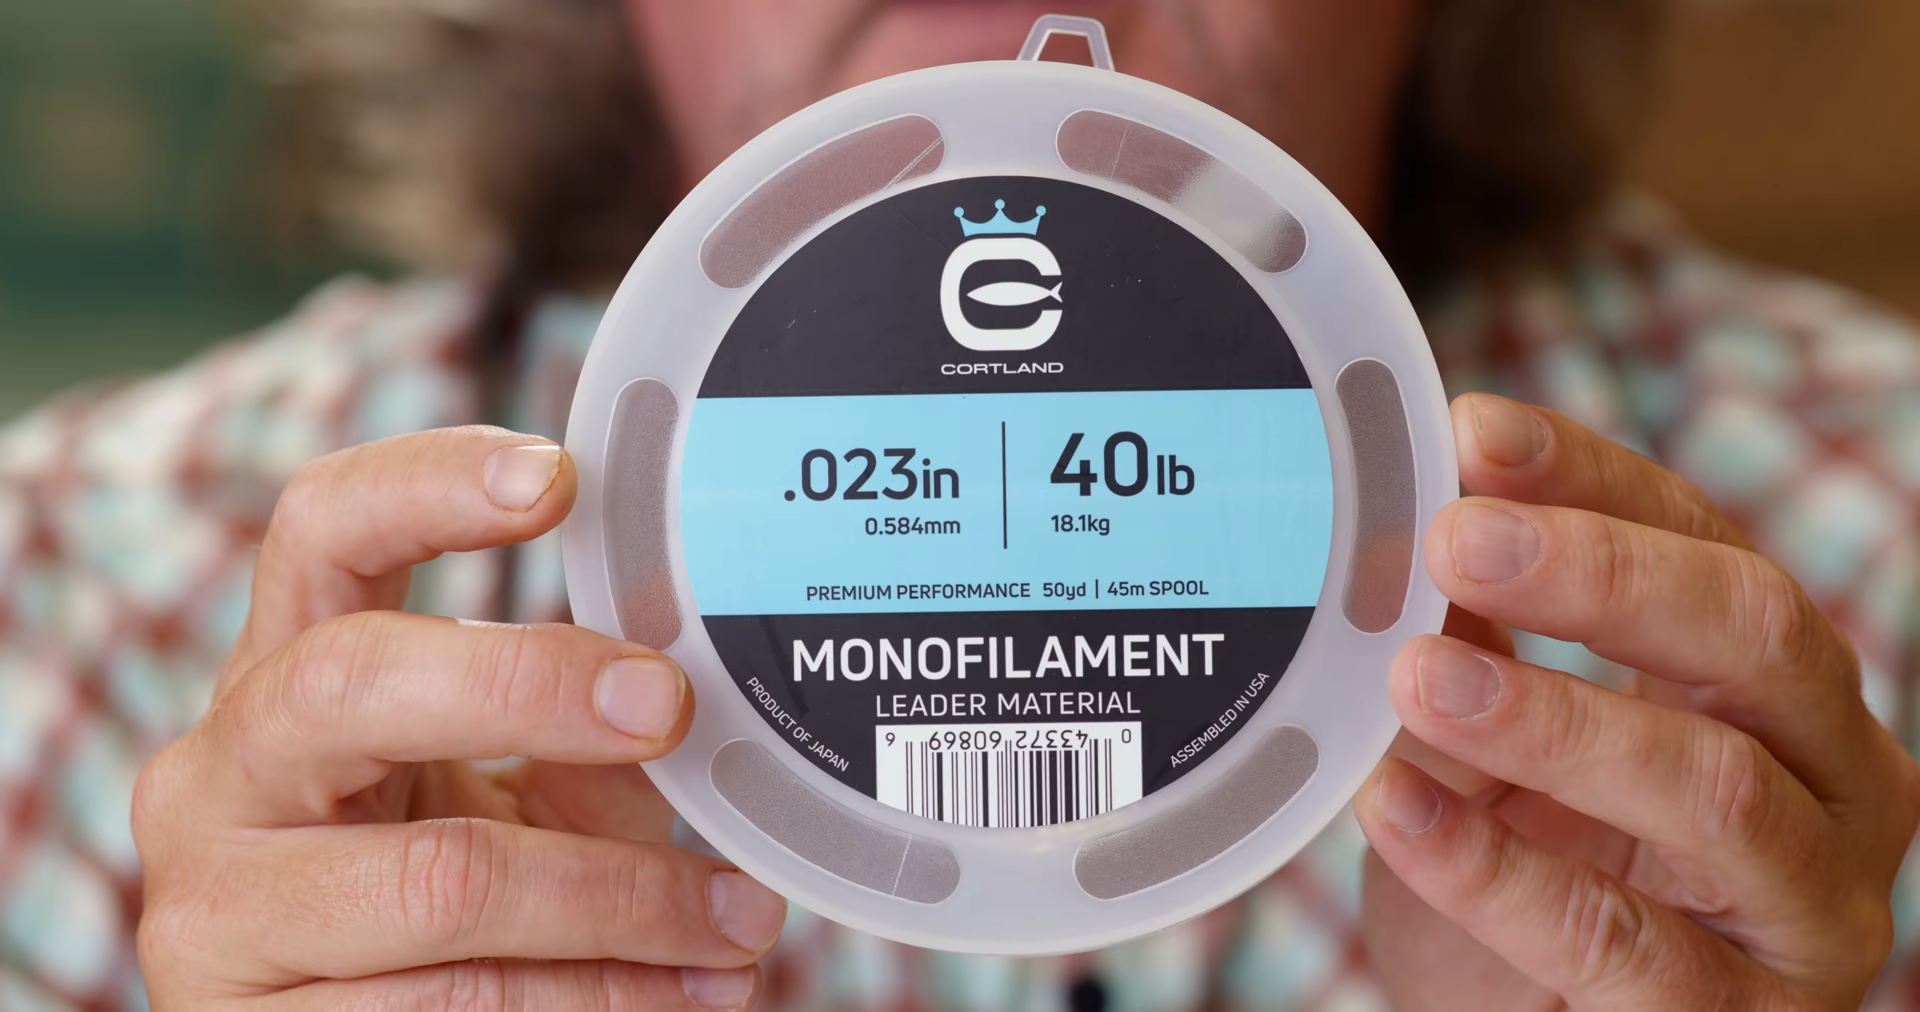 CORTLAND
.023in
0.584mm
40lb
18.1kg
PREMIUM PERFORMANCE 50yd | 45m SPOOL
MONOFILAMENT
LEADER MATERIAL
PRODUCT OF JAPAN
ASSEMBLED IN USA
0 43372 60869 6